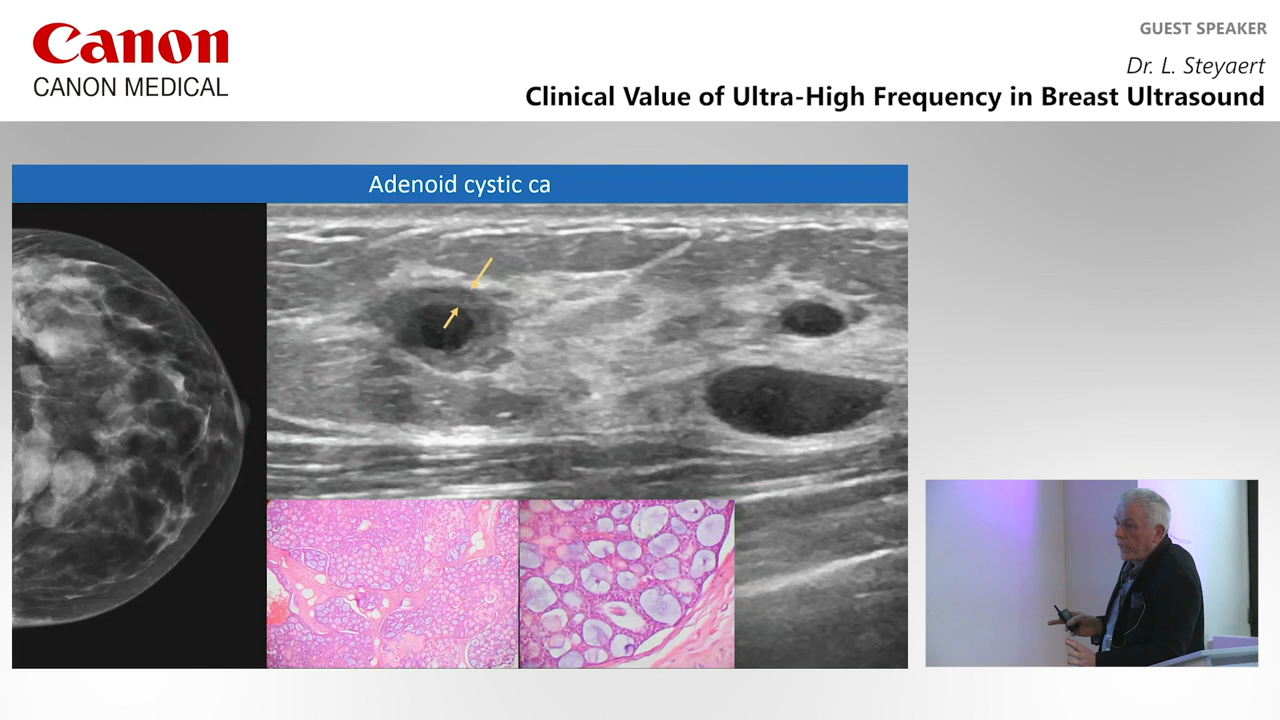 Canon
CANON MEDICAL
GUEST SPEAKER
Dr. L. Steyaert
Clinical Value of Ultra-High Frequency in Breast Ultrasound
Adenoid cystic ca